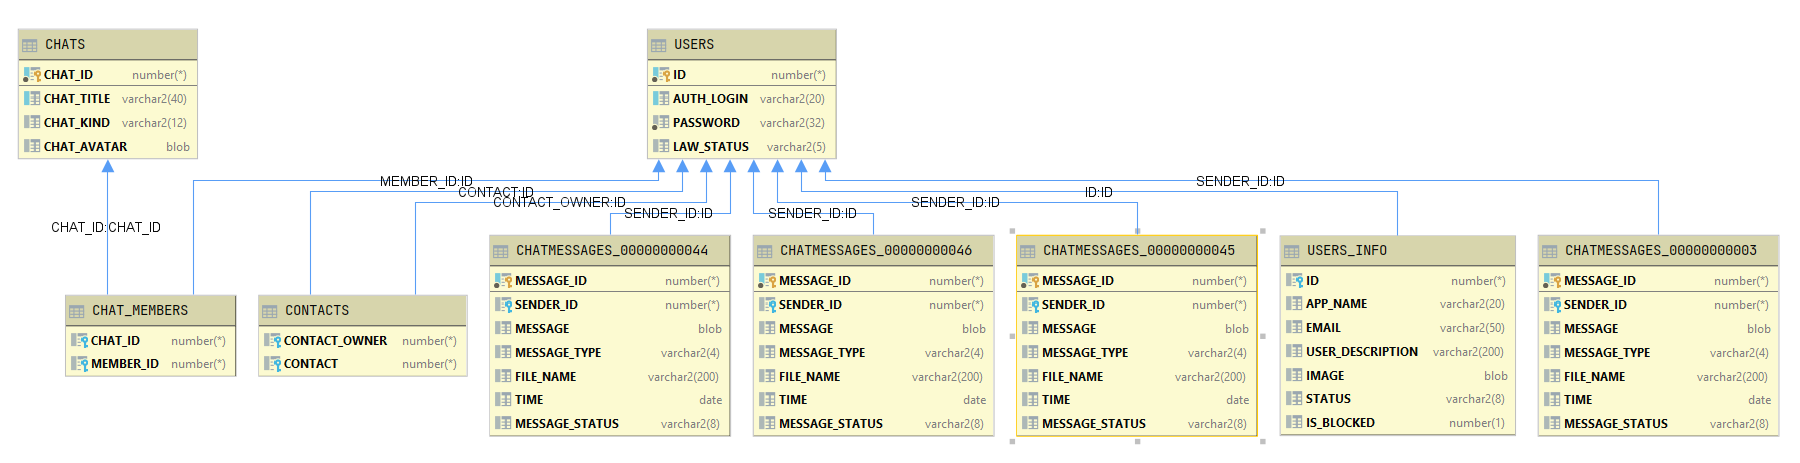 CHATS
CHAT_ID number(*)
CHAT_TITLE varchar2(40)
CHAT_KIND varchar2(12)
CHAT_AVATAR blob
USERS
ID number(*)
AUTH_LOGIN varchar2(20)
PASSWORD varchar2(32)
LAW_STATUS varchar2(5)
MEMBER_ID:ID
CONTACT:ID
CONTACT_OWNER:ID
SENDER_ID:ID
SENDER_ID:ID
SENDER_ID:ID
ID:ID
SENDER_ID:ID
CHAT_ID:CHAT_ID
CHAT_MEMBERS
CHAT_ID number(*)
MEMBER_ID number(*)
CONTACTS
CONTACT_OWNER number(*)
CONTACT number(*)
CHATMESSAGES_00000000044
MESSAGE_ID number(*)
SENDER_ID number(*)
MESSAGE blob
MESSAGE_TYPE varchar2(4)
FILE_NAME varchar2(200)
TIME date
MESSAGE_STATUS varchar2(8)
CHATMESSAGES_00000000046
MESSAGE_ID number(*)
SENDER_ID number(*)
MESSAGE blob
MESSAGE_TYPE varchar2(4)
FILE_NAME varchar2(200)
TIME date
MESSAGE_STATUS varchar2(8)
CHATMESSAGES_00000000045
MESSAGE_ID number(*)
SENDER_ID number(*)
MESSAGE blob
MESSAGE_TYPE varchar2(4)
FILE_NAME varchar2(200)
TIME date
MESSAGE_STATUS varchar2(8)
USERS_INFO
ID number(*)
APP_NAME varchar2(20)
EMAIL varchar2(50)
USER_DESCRIPTION varchar2(200)
IMAGE blob
STATUS varchar2(8)
IS_BLOCKED number(1)
CHATMESSAGES_00000000003
MESSAGE_ID number(*)
SENDER_ID number(*)
MESSAGE blob
MESSAGE_TYPE varchar2(4)
FILE_NAME varchar2(200)
TIME date
MESSAGE_STATUS varchar2(8)